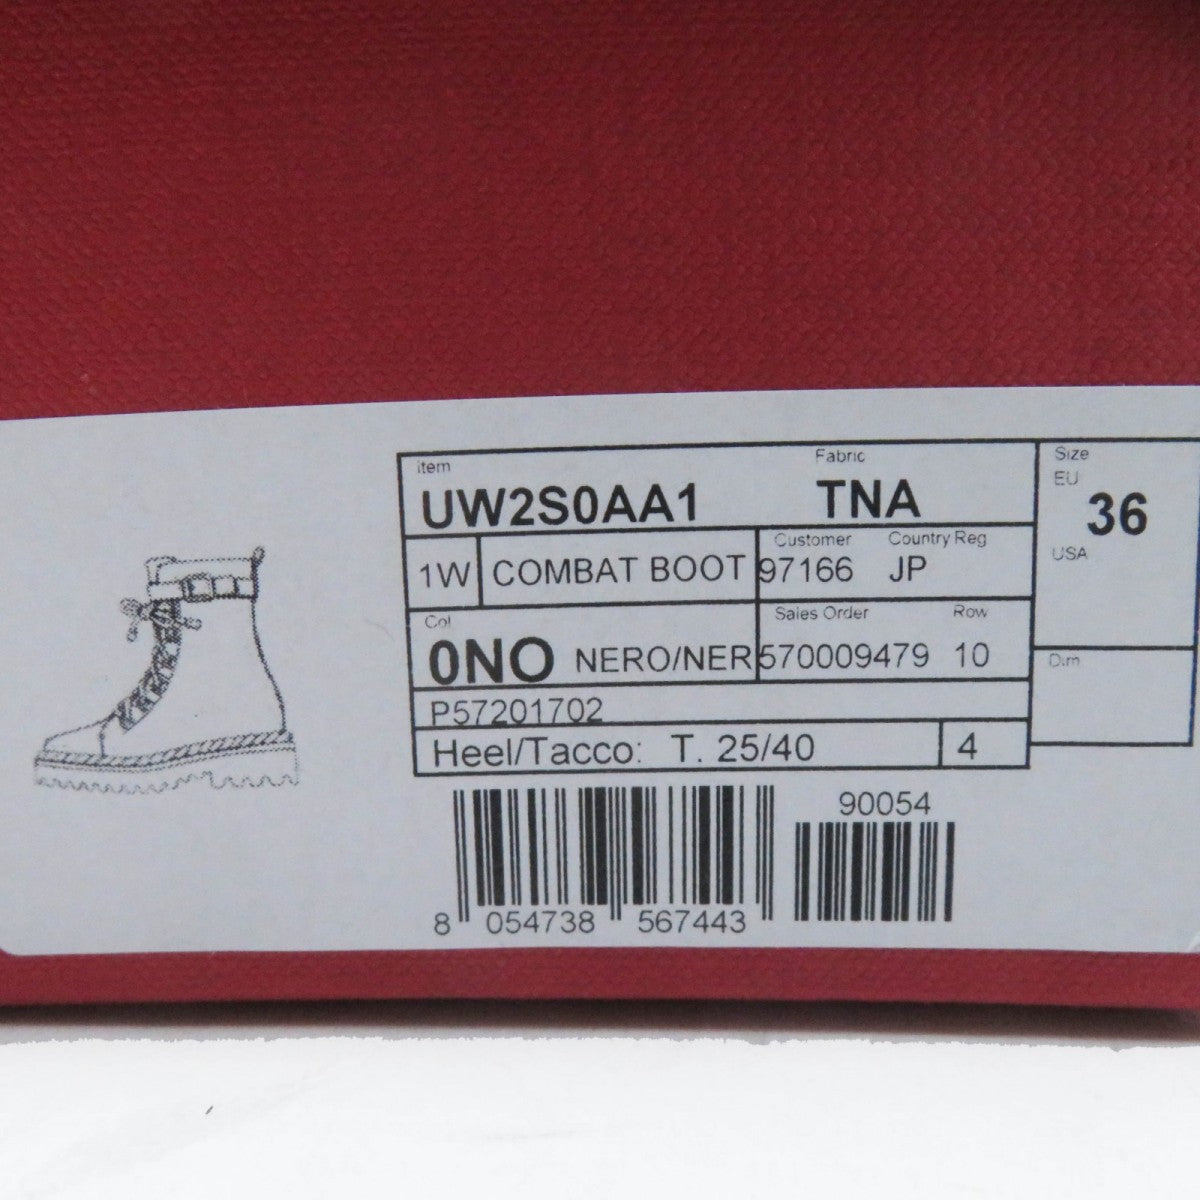 item Fabric Size
UW2S0AA1 TNA EU 36
1W COMBAT BOOT Customer 97166 Country Reg JP USA
Col 0NO NERO/NER Sales Order 570009479 Row 10
Dim
P57201702
Heel/Tacco: T. 25/40 4
90054
8 054738 567443